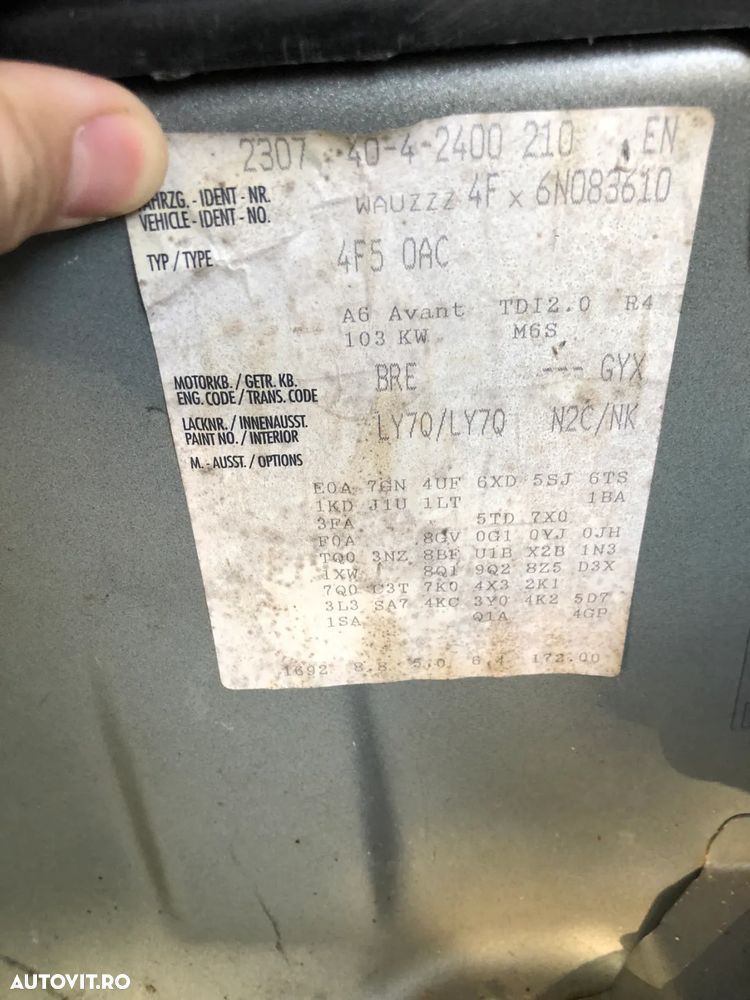 2307 40-4-2400 210 EN
FAHRZG. - IDENT - NR.
VEHICLE - IDENT - NO.
WAUZZZ 4F X 6N083610
TYP / TYPE 4F5 0AC
A6 Avant TDI2.0 R4
103 KW M6S
MOTORKB. / GETR. KB.
ENG. CODE / TRANS. CODE
BRE --- GYX
LACKNR. / INNENAUSST.
PAINT NO. / INTERIOR
LY7Q/LY7Q N2C/NK
M. - AUSST. / OPTIONS
E0A 7GN 4UF 6XD 5SJ 6TS
1KD J1U 1LT 1BA
3FA 5TD 7X0
F0A 8GV 0G1 0YJ 0JH
TQ0 3NZ 8BF U1B X2B 1N3
1XW 8Q1 9Q2 8Z5 D3X
7Q0 C3T 7K0 4X3 2K1
3L3 SA7 4KC 3Y0 4K2 5D7
1SA Q1A 4GP
1692 8.8 5.0 6.4 172.00
AUTOVIT.RO